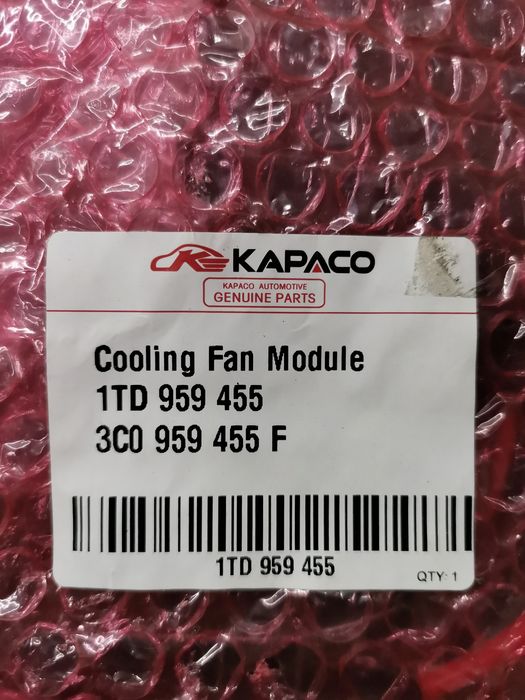 KAPACO
KAPACO AUTOMOTIVE
GENUINE PARTS
Cooling Fan Module
1TD 959 455
3C0 959 455 F
1TD 959 455
QTY: 1